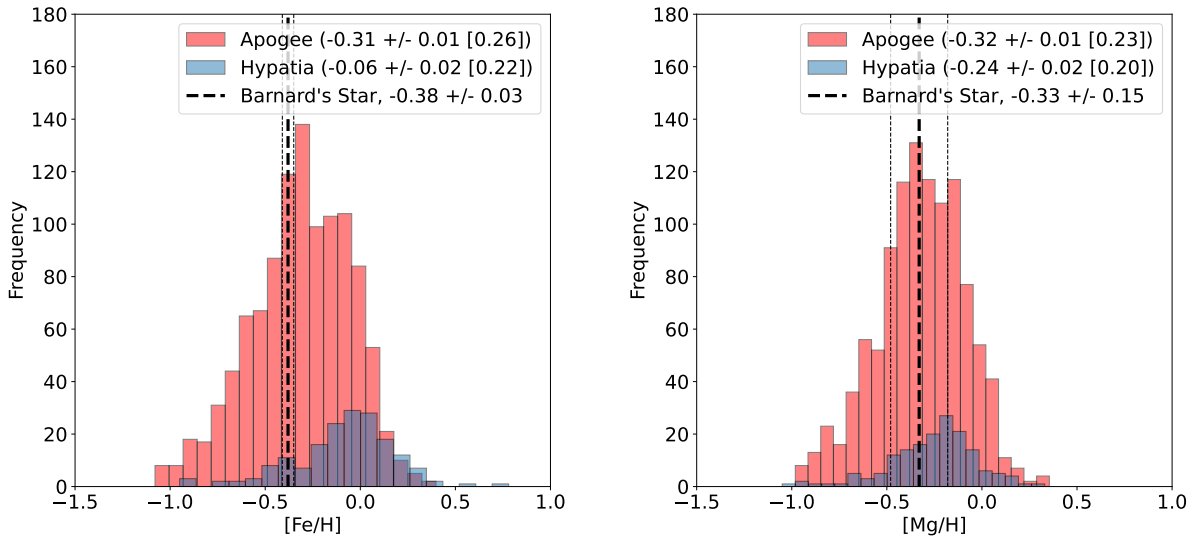 180
160
140
120
100
80
60
40
20
0
Frequency
Apogee (-0.31 +/- 0.01 [0.26])
Hypatia (-0.06 +/- 0.02 [0.22])
Barnard's Star, -0.38 +/- 0.03
−1.5 −1.0 −0.5 0.0 0.5 1.0
[Fe/H]
180
160
140
120
100
80
60
40
20
0
Frequency
Apogee (-0.32 +/- 0.01 [0.23])
Hypatia (-0.24 +/- 0.02 [0.20])
Barnard's Star, -0.33 +/- 0.15
−1.5 −1.0 −0.5 0.0 0.5 1.0
[Mg/H]